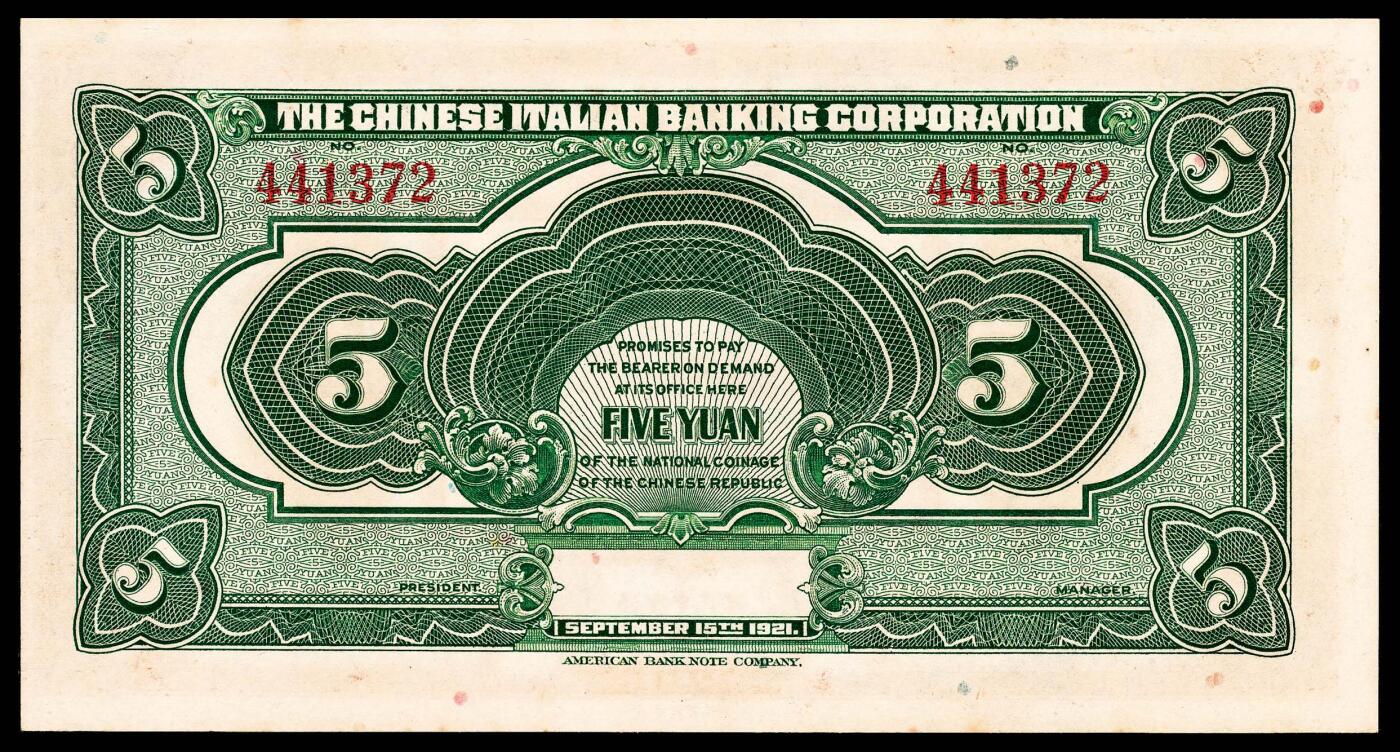 THE CHINESE ITALIAN BANKING CORPORATION
5
5
NO.
NO.
441372
441372
5
5
PROMISES TO PAY
THE BEARER ON DEMAND
AT ITS OFFICE HERE
FIVE YUAN
OF THE NATIONAL COINAGE
OF THE CHINESE REPUBLIC
5
5
PRESIDENT.
MANAGER.
SEPTEMBER 15TH 1921.
AMERICAN BANK NOTE COMPANY.